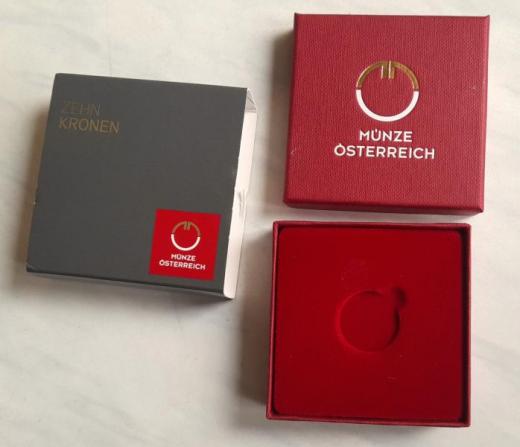 ZEHN
KRONEN
MÜNZE
ÖSTERREICH
MÜNZE
ÖSTERREICH